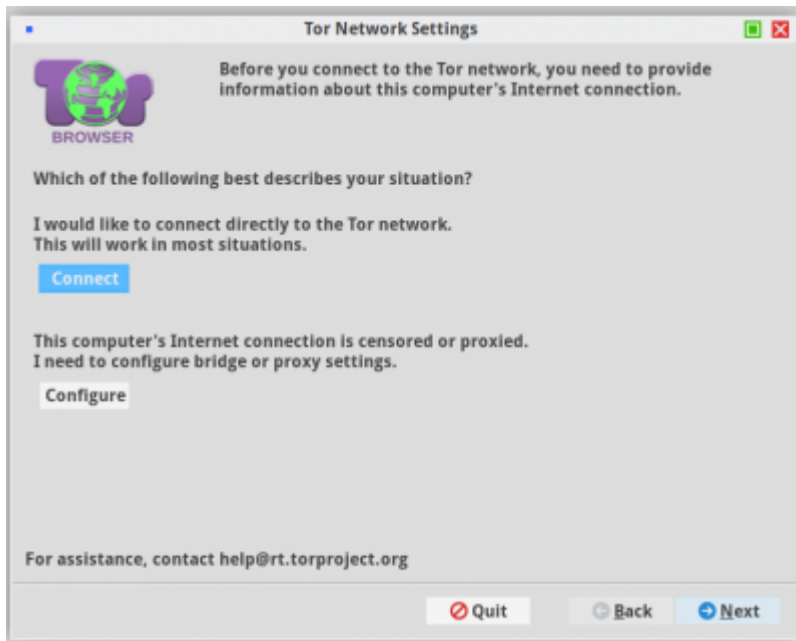 Tor Network Settings
Tor
BROWSER
Before you connect to the Tor network, you need to provide
information about this computer's Internet connection.
Which of the following best describes your situation?
I would like to connect directly to the Tor network.
This will work in most situations.
Connect
This computer's Internet connection is censored or proxied.
I need to configure bridge or proxy settings.
Configure
For assistance, contact help@rt.torproject.org
Quit
Back
Next